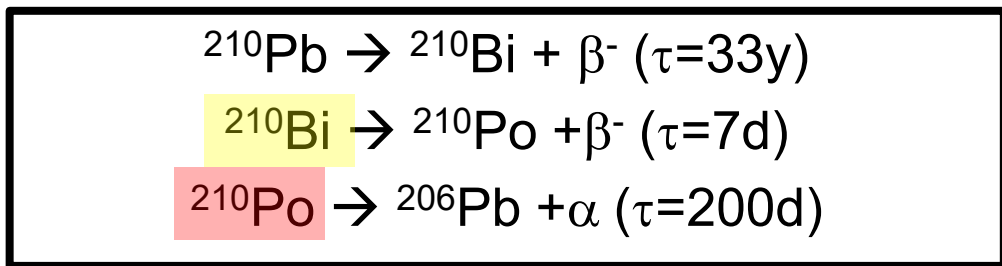 ²¹⁰Pb → ²¹⁰Bi + β⁻ (τ=33y)
²¹⁰Bi → ²¹⁰Po +β⁻ (τ=7d)
²¹⁰Po → ²⁰⁶Pb +α (τ=200d)